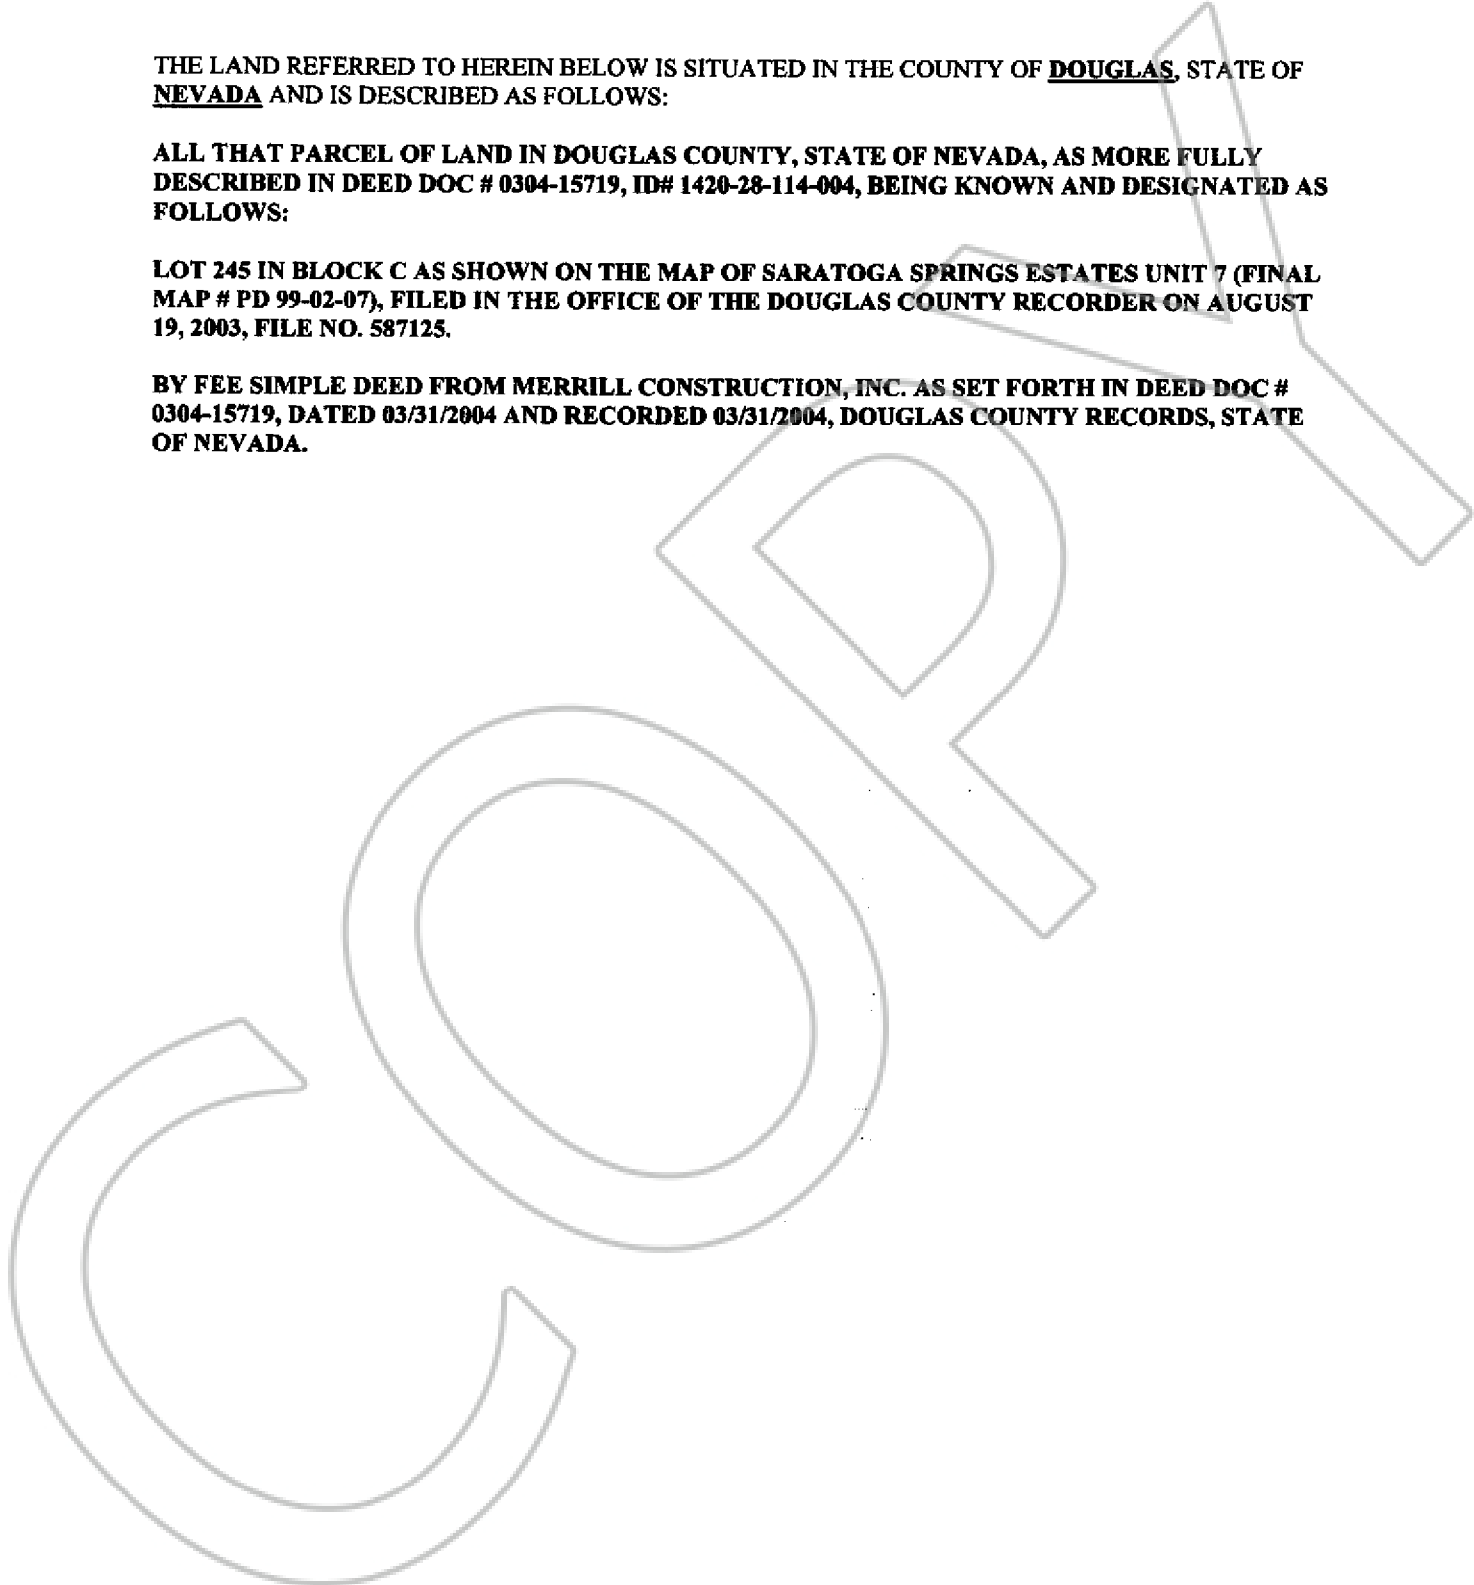 THE LAND REFERRED TO HEREIN BELOW IS SITUATED IN THE COUNTY OF DOUGLAS, STATE OF
NEVADA AND IS DESCRIBED AS FOLLOWS:
ALL THAT PARCEL OF LAND IN DOUGLAS COUNTY, STATE OF NEVADA, AS MORE FULLY
DESCRIBED IN DEED DOC # 0304-15719, ID# 1420-28-114-004, BEING KNOWN AND DESIGNATED AS
FOLLOWS:
LOT 245 IN BLOCK C AS SHOWN ON THE MAP OF SARATOGA SPRINGS ESTATES UNIT 7 (FINAL
MAP # PD 99-02-07), FILED IN THE OFFICE OF THE DOUGLAS COUNTY RECORDER ON AUGUST
19, 2003, FILE NO. 587125.
BY FEE SIMPLE DEED FROM MERRILL CONSTRUCTION, INC. AS SET FORTH IN DEED DOC #
0304-15719, DATED 03/31/2004 AND RECORDED 03/31/2004, DOUGLAS COUNTY RECORDS, STATE
OF NEVADA.
COPY